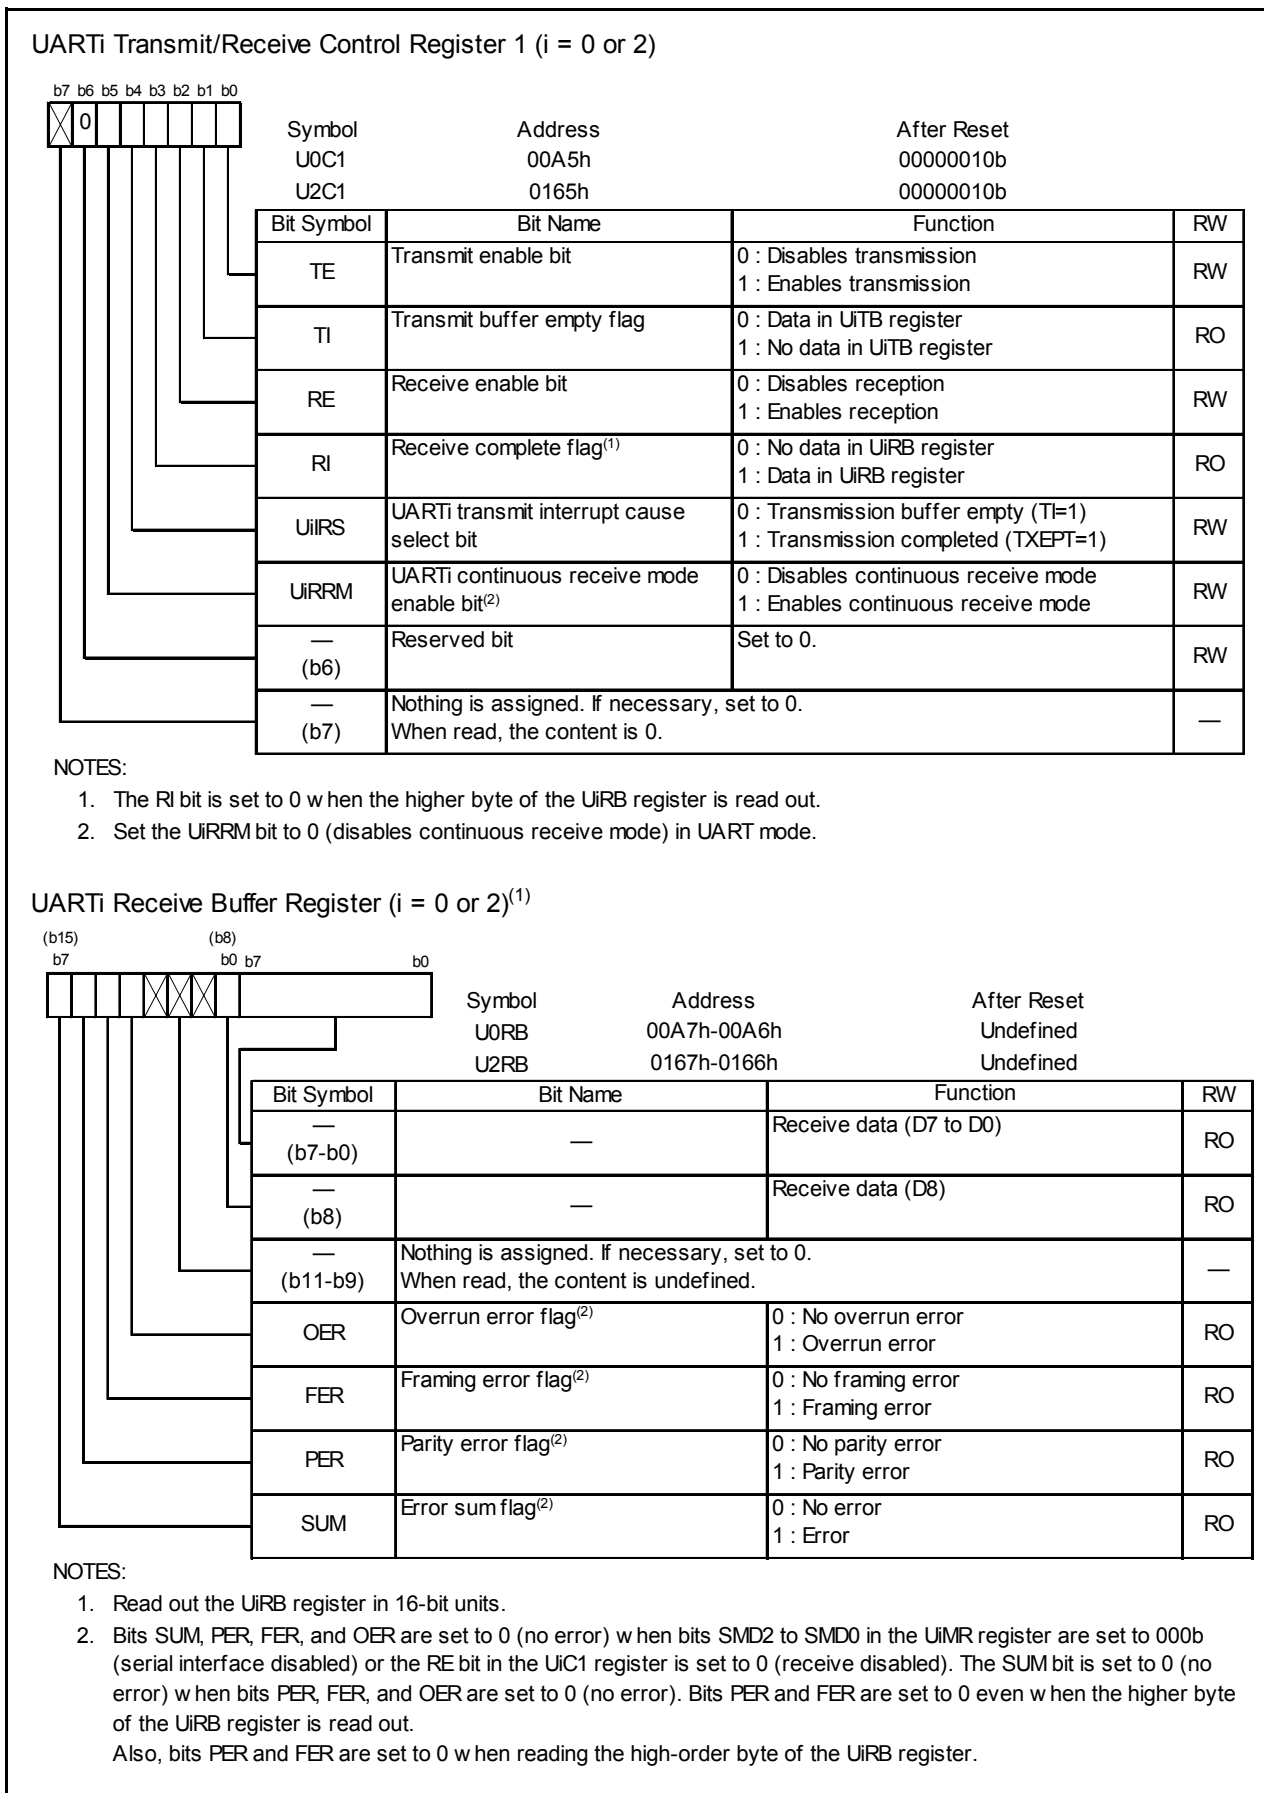 UARTi Transmit/Receive Control Register 1 (i = 0 or 2)
b7 b6 b5 b4 b3 b2 b1 b0
0
Symbol Address After Reset
U0C1 00A5h 00000010b
U2C1 0165h 00000010b
Bit Symbol Bit Name Function RW
TE Transmit enable bit 0 : Disables transmission RW
1 : Enables transmission
TI Transmit buffer empty flag 0 : Data in UiTB register RO
1 : No data in UiTB register
RE Receive enable bit 0 : Disables reception RW
1 : Enables reception
RI Receive complete flag(1) 0 : No data in UiRB register RO
1 : Data in UiRB register
UiIRS UARTi transmit interrupt cause 0 : Transmission buffer empty (TI=1) RW
select bit 1 : Transmission completed (TXEPT=1)
UiRRM UARTi continuous receive mode 0 : Disables continuous receive mode RW
enable bit(2) 1 : Enables continuous receive mode
— Reserved bit Set to 0. RW
(b6)
— Nothing is assigned. If necessary, set to 0. —
(b7) When read, the content is 0.
NOTES:
1. The RI bit is set to 0 when the higher byte of the UiRB register is read out.
2. Set the UiRRM bit to 0 (disables continuous receive mode) in UART mode.
UARTi Receive Buffer Register (i = 0 or 2)(1)
(b15) (b8)
b7 b0 b7 b0
Symbol Address After Reset
U0RB 00A7h-00A6h Undefined
U2RB 0167h-0166h Undefined
Bit Symbol Bit Name Function RW
— — Receive data (D7 to D0) RO
(b7-b0)
— — Receive data (D8) RO
(b8)
— Nothing is assigned. If necessary, set to 0. —
(b11-b9) When read, the content is undefined.
OER Overrun error flag(2) 0 : No overrun error RO
1 : Overrun error
FER Framing error flag(2) 0 : No framing error RO
1 : Framing error
PER Parity error flag(2) 0 : No parity error RO
1 : Parity error
SUM Error sum flag(2) 0 : No error RO
1 : Error
NOTES:
1. Read out the UiRB register in 16-bit units.
2. Bits SUM, PER, FER, and OER are set to 0 (no error) when bits SMD2 to SMD0 in the UiMR register are set to 000b
(serial interface disabled) or the RE bit in the UiC1 register is set to 0 (receive disabled). The SUM bit is set to 0 (no
error) when bits PER, FER, and OER are set to 0 (no error). Bits PER and FER are set to 0 even when the higher byte
of the UiRB register is read out.
Also, bits PER and FER are set to 0 when reading the high-order byte of the UiRB register.